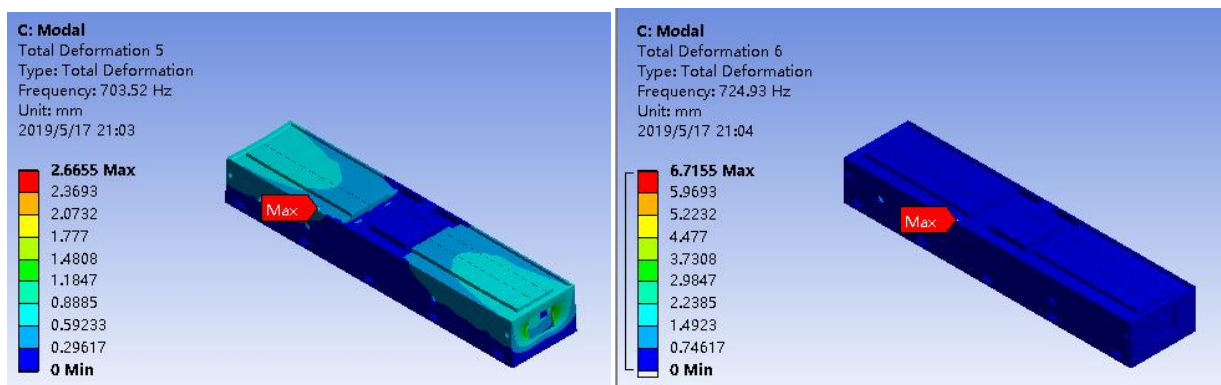 C: Modal
Total Deformation 5
Type: Total Deformation
Frequency: 703.52 Hz
Unit: mm
2019/5/17 21:03
2.6655 Max
2.3693
2.0732
1.777
1.4808
1.1847
0.8885
0.59233
0.29617
0 Min
Max
C: Modal
Total Deformation 6
Type: Total Deformation
Frequency: 724.93 Hz
Unit: mm
2019/5/17 21:04
6.7155 Max
5.9693
5.2232
4.477
3.7308
2.9847
2.2385
1.4923
0.74617
0 Min
Max